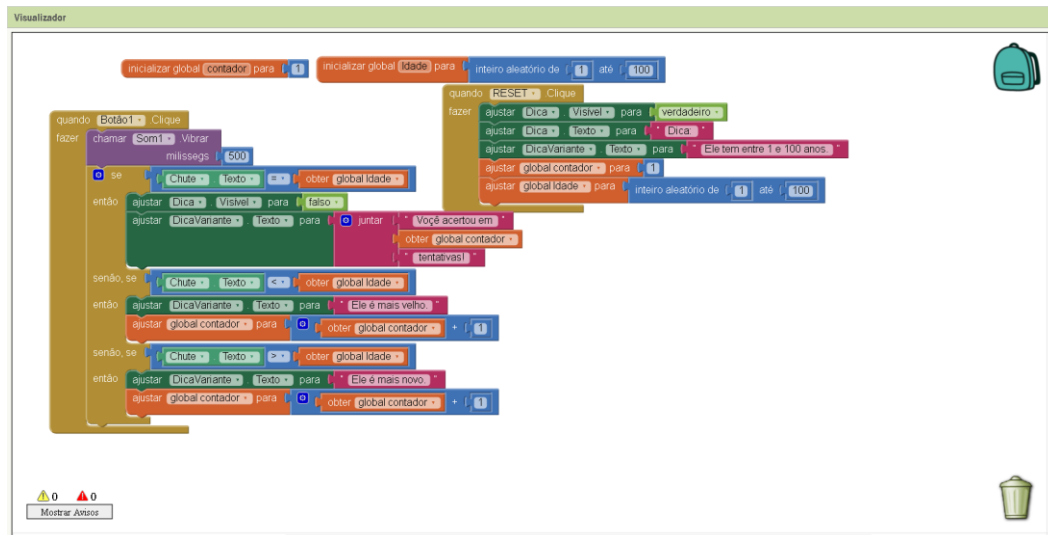 Visualizador
inicializar global contador para 1
inicializar global Idade para inteiro aleatório de 1 até 100
quando RESET Clique
fazer ajustar Dica . Visível para verdadeiro
ajustar Dica . Texto para " Dica: "
ajustar DicaVariante . Texto para " Ele tem entre 1 e 100 anos. "
ajustar global contador para 1
ajustar global Idade para inteiro aleatório de 1 até 100
quando Botão1 Clique
fazer chamar Som1 . Vibrar
milissegs 500
se Chute . Texto = obter global Idade
então ajustar Dica . Visível para falso
ajustar DicaVariante . Texto para juntar " Voçê acertou em "
obter global contador
" tentativas! "
senão, se Chute . Texto < obter global Idade
então ajustar DicaVariante . Texto para " Ele é mais velho. "
ajustar global contador para obter global contador + 1
senão, se Chute . Texto > obter global Idade
então ajustar DicaVariante . Texto para " Ele é mais novo. "
ajustar global contador para obter global contador + 1
0 0
Mostrar Avisos